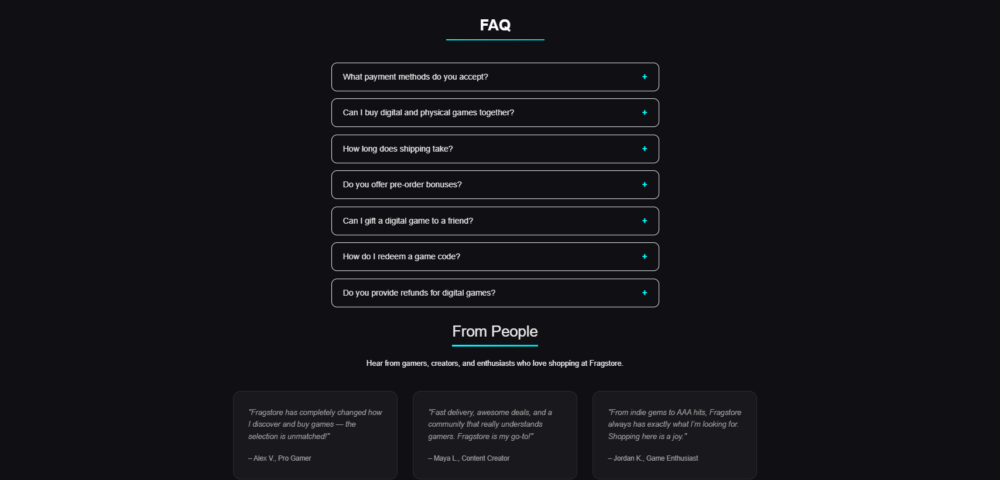 FAQ
What payment methods do you accept?
+
Can I buy digital and physical games together?
+
How long does shipping take?
+
Do you offer pre-order bonuses?
+
Can I gift a digital game to a friend?
+
How do I redeem a game code?
+
Do you provide refunds for digital games?
+
From People
Hear from gamers, creators, and enthusiasts who love shopping at Fragstore.
"Fragstore has completely changed how
I discover and buy games — the
selection is unmatched!"
– Alex V., Pro Gamer
"Fast delivery, awesome deals, and a
community that really understands
gamers. Fragstore is my go-to!"
– Maya L., Content Creator
"From indie gems to AAA hits, Fragstore
always has exactly what I’m looking for.
Shopping here is a joy."
– Jordan K., Game Enthusiast